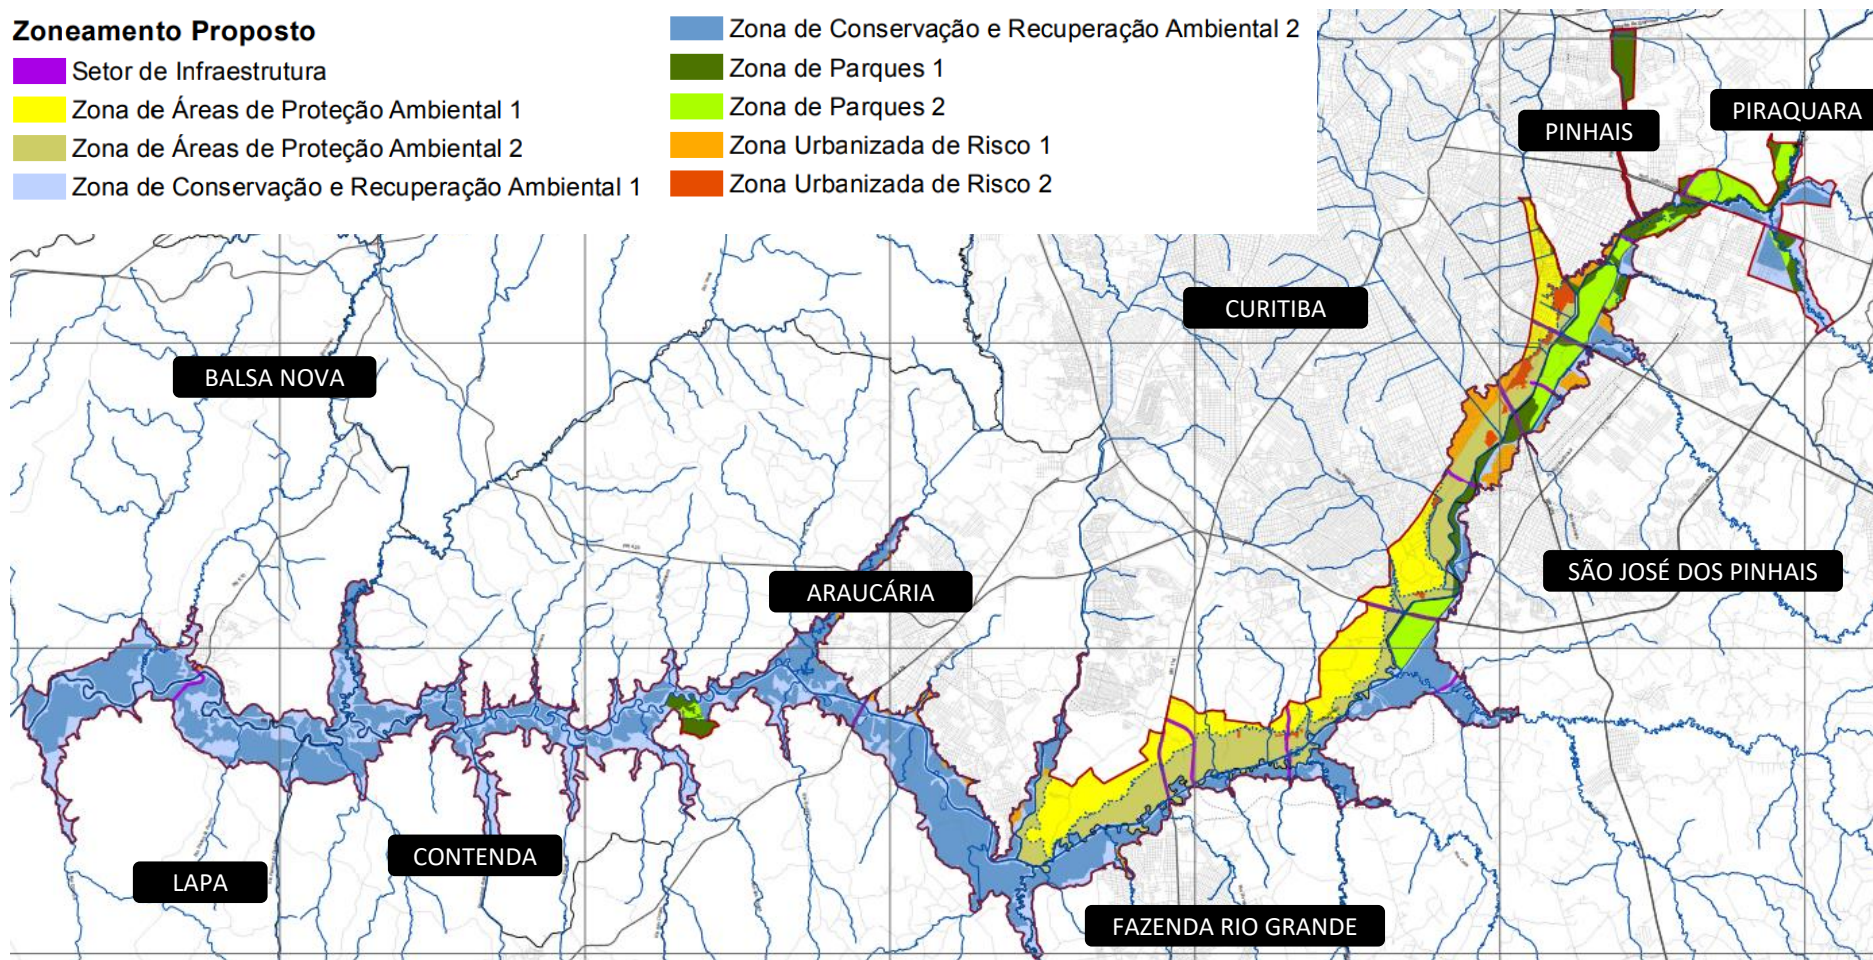 Zoneamento Proposto
Setor de Infraestrutura
Zona de Áreas de Proteção Ambiental 1
Zona de Áreas de Proteção Ambiental 2
Zona de Conservação e Recuperação Ambiental 1
Zona de Conservação e Recuperação Ambiental 2
Zona de Parques 1
Zona de Parques 2
Zona Urbanizada de Risco 1
Zona Urbanizada de Risco 2
PIRAQUARA
PINHAIS
CURITIBA
BALSA NOVA
SÃO JOSÉ DOS PINHAIS
ARAUCÁRIA
CONTENDA
LAPA
FAZENDA RIO GRANDE